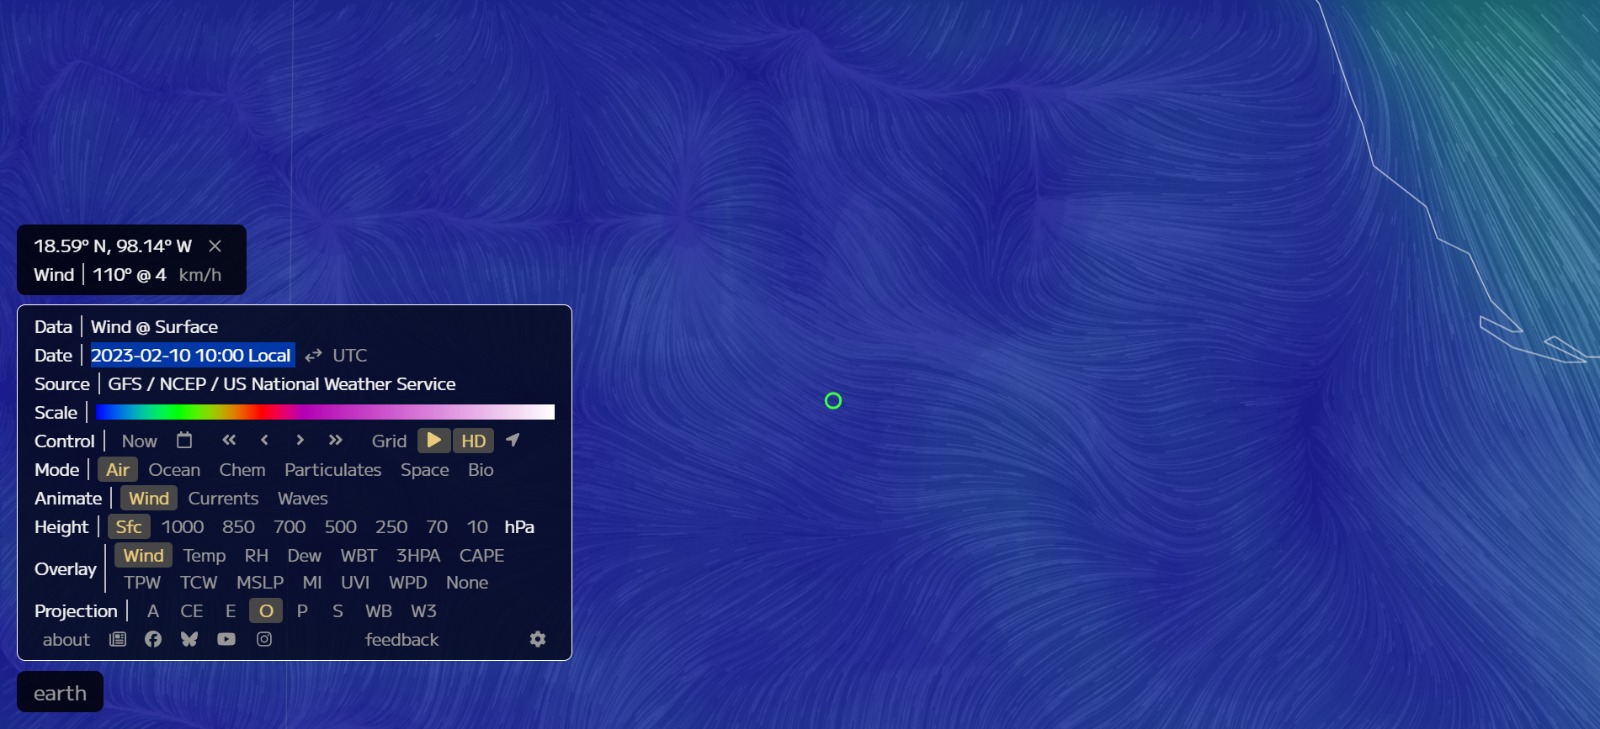 18.59° N, 98.14° W ×
Wind | 110° @ 4 km/h
Data | Wind @ Surface
Date | 2023-02-10 10:00 Local ⇄ UTC
Source | GFS / NCEP / US National Weather Service
Scale |
Control | Now « ‹ › » Grid HD
Mode | Air Ocean Chem Particulates Space Bio
Animate | Wind Currents Waves
Height | Sfc 1000 850 700 500 250 70 10 hPa
Overlay | Wind Temp RH Dew WBT 3HPA CAPE
TPW TCW MSLP MI UVI WPD None
Projection | A CE E O P S WB W3
about feedback
earth